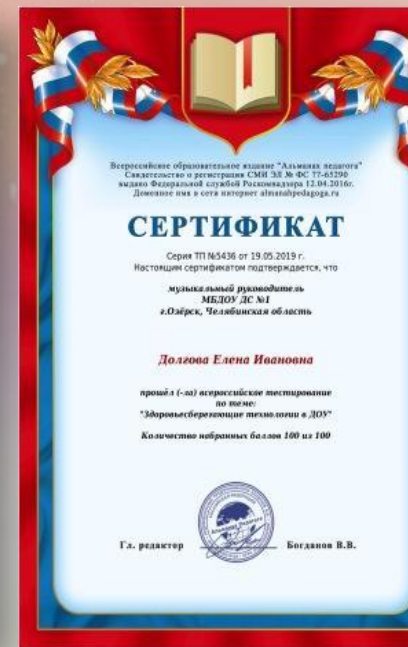 Всероссийское образовательное издание "Альманах педагога"
Свидетельство о регистрации СМИ ЭЛ № ФС 77-65290
выдано Федеральной службой Роскомнадзора 12.04.2016г.
Доменное имя в сети интернет almanahpedagoga.ru
СЕРТИФИКАТ
Серия ТП №5436 от 19.05.2019 г.
Настоящим сертификатом подтверждается, что
музыкальный руководитель
МБДОУ ДС №1
г.Озёрск, Челябинская область
Долгова Елена Ивановна
прошёл (-ла) всероссийское тестирование
по теме:
"Здоровьесберегающие технологии в ДОУ"
Количество набранных баллов 100 из 100
Альманах Педагога
Гл. редактор Богданов В.В.